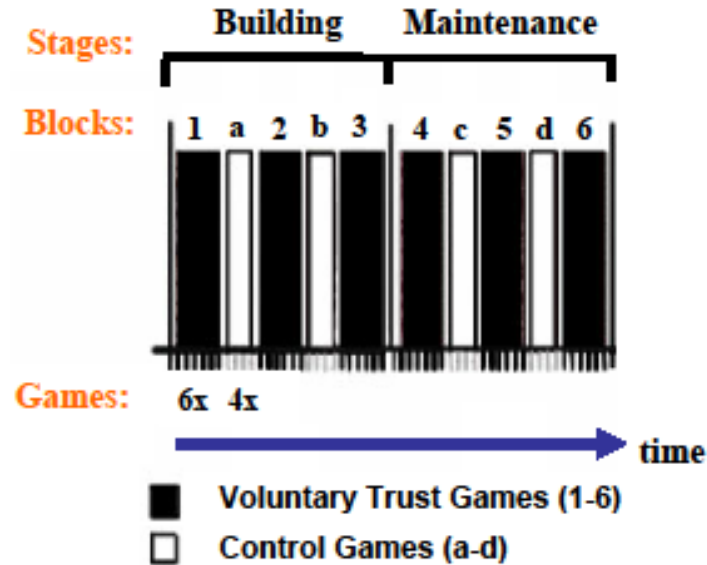 Stages: Building Maintenance
Blocks: 1 a 2 b 3 4 c 5 d 6
Games: 6x 4x
time
Voluntary Trust Games (1-6)
Control Games (a-d)